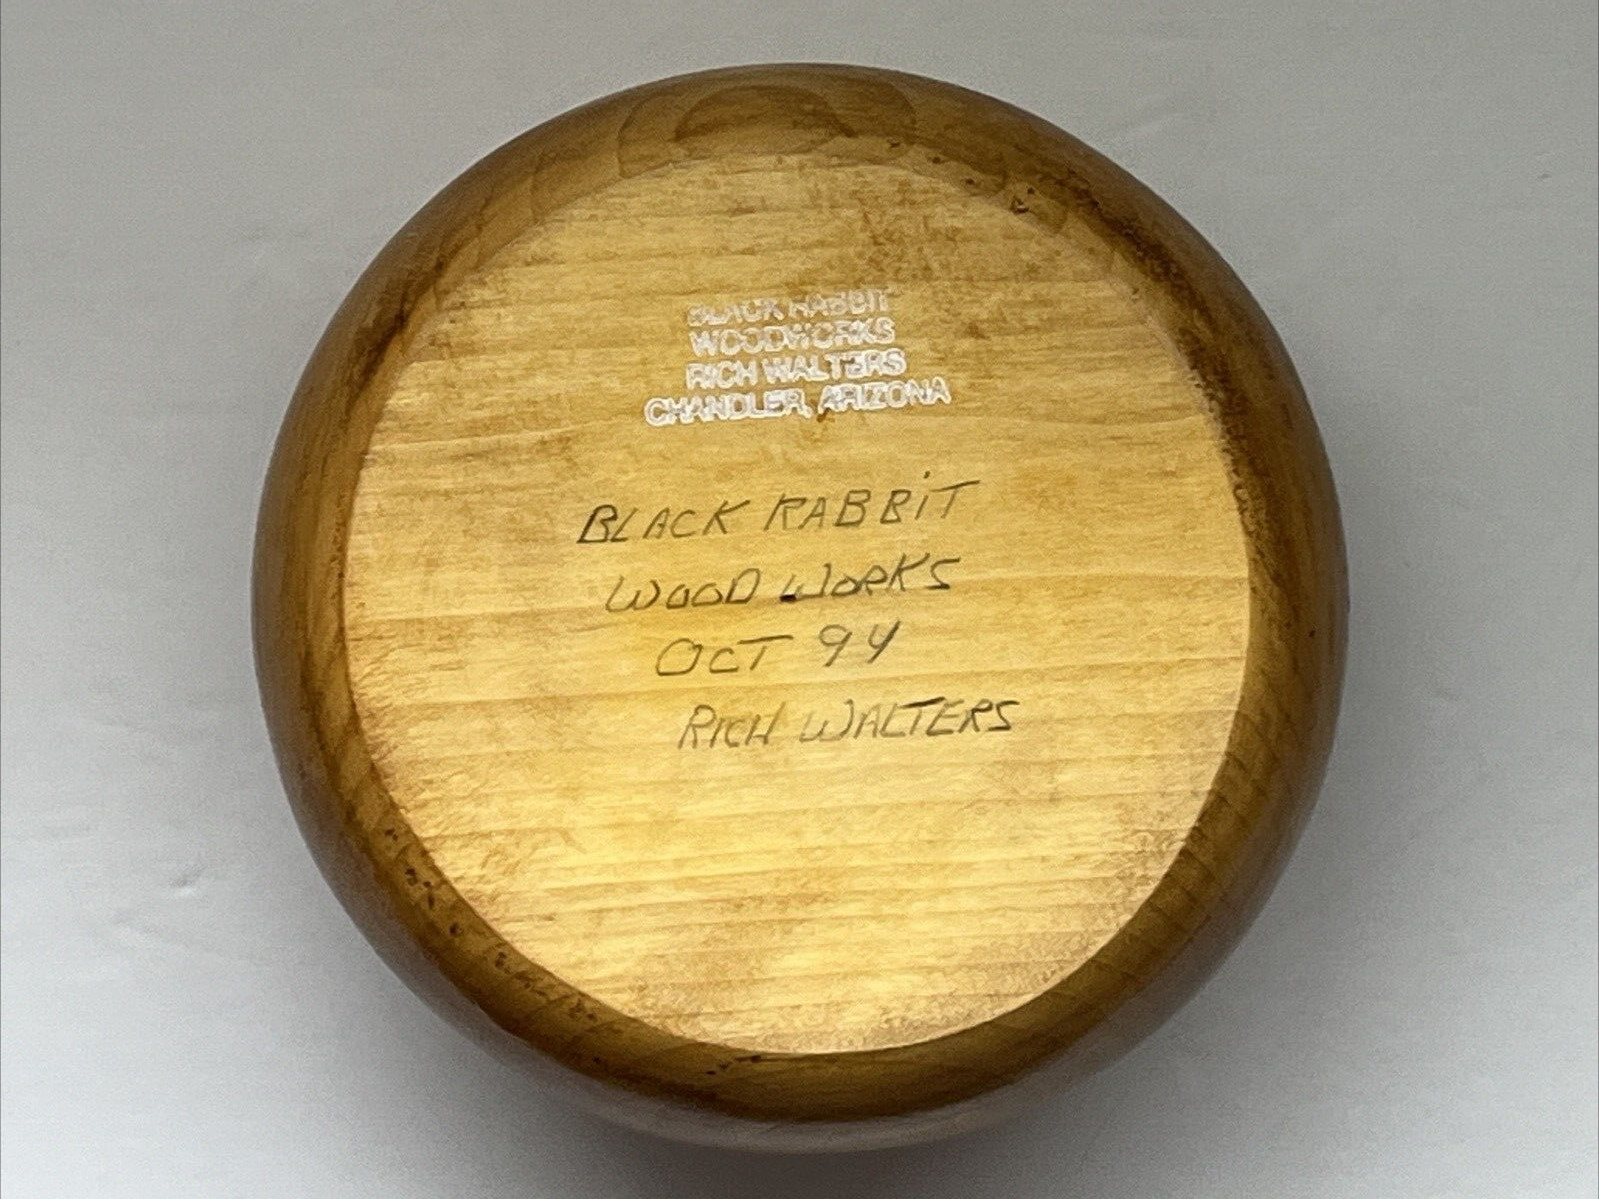 BLACK RABBIT
WOODWORKS
RICH WALTERS
CHANDLER, ARIZONA
BLACK RABBiT
WOOD WORKS
OCT 94
RICH WALTERS